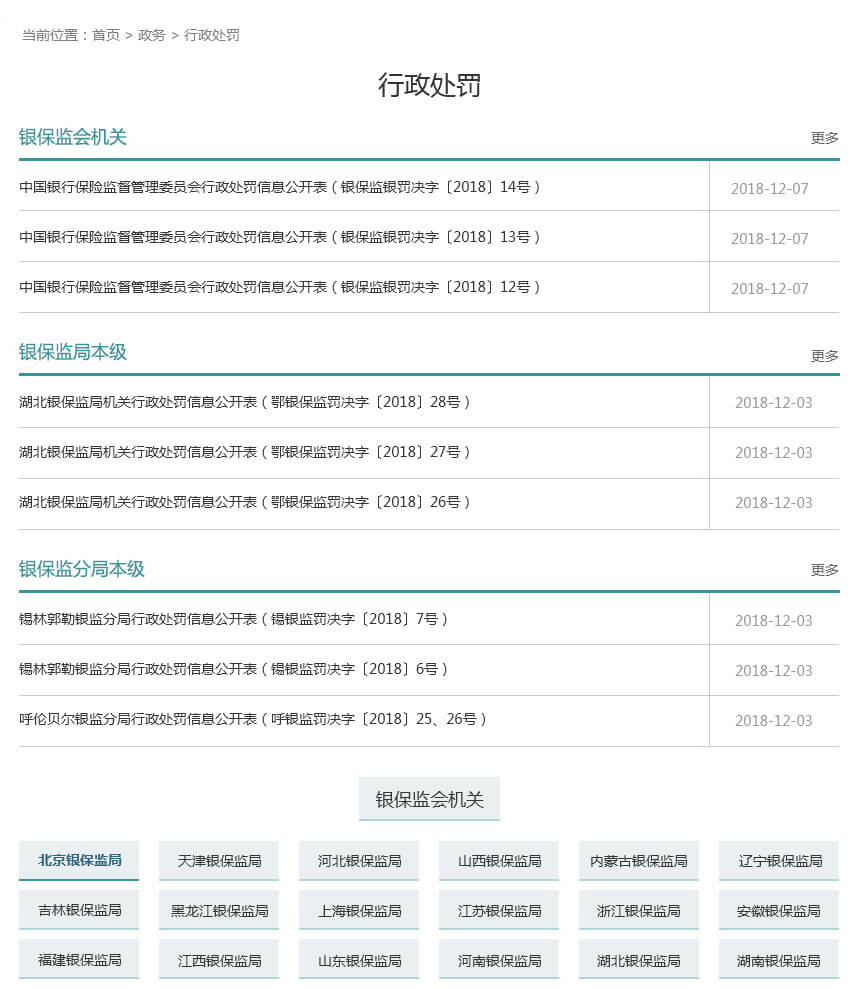 当前位置：首页 > 政务 > 行政处罚
行政处罚
银保监会机关 更多
中国银行保险监督管理委员会行政处罚信息公开表（银保监银罚决字〔2018〕14号） 2018-12-07
中国银行保险监督管理委员会行政处罚信息公开表（银保监银罚决字〔2018〕13号） 2018-12-07
中国银行保险监督管理委员会行政处罚信息公开表（银保监银罚决字〔2018〕12号） 2018-12-07
银保监局本级 更多
湖北银保监局机关行政处罚信息公开表（鄂银保监罚决字〔2018〕28号） 2018-12-03
湖北银保监局机关行政处罚信息公开表（鄂银保监罚决字〔2018〕27号） 2018-12-03
湖北银保监局机关行政处罚信息公开表（鄂银保监罚决字〔2018〕26号） 2018-12-03
银保监分局本级 更多
锡林郭勒银监分局行政处罚信息公开表（锡银监罚决字〔2018〕7号） 2018-12-03
锡林郭勒银监分局行政处罚信息公开表（锡银监罚决字〔2018〕6号） 2018-12-03
呼伦贝尔银监分局行政处罚信息公开表（呼银监罚决字〔2018〕25、26号） 2018-12-03
银保监会机关
北京银保监局 天津银保监局 河北银保监局 山西银保监局 内蒙古银保监局 辽宁银保监局
吉林银保监局 黑龙江银保监局 上海银保监局 江苏银保监局 浙江银保监局 安徽银保监局
福建银保监局 江西银保监局 山东银保监局 河南银保监局 湖北银保监局 湖南银保监局